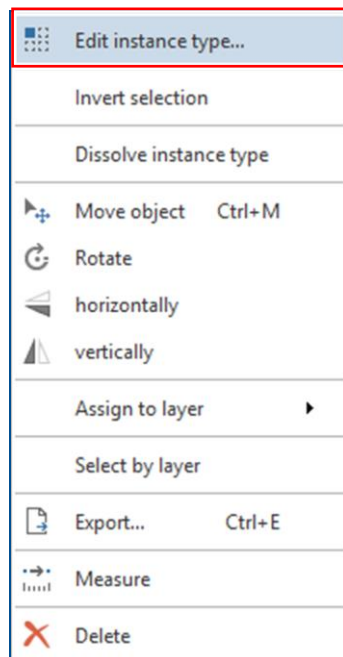 Edit instance type...
Invert selection
Dissolve instance type
Move object Ctrl+M
Rotate
horizontally
vertically
Assign to layer
Select by layer
Export... Ctrl+E
Measure
Delete